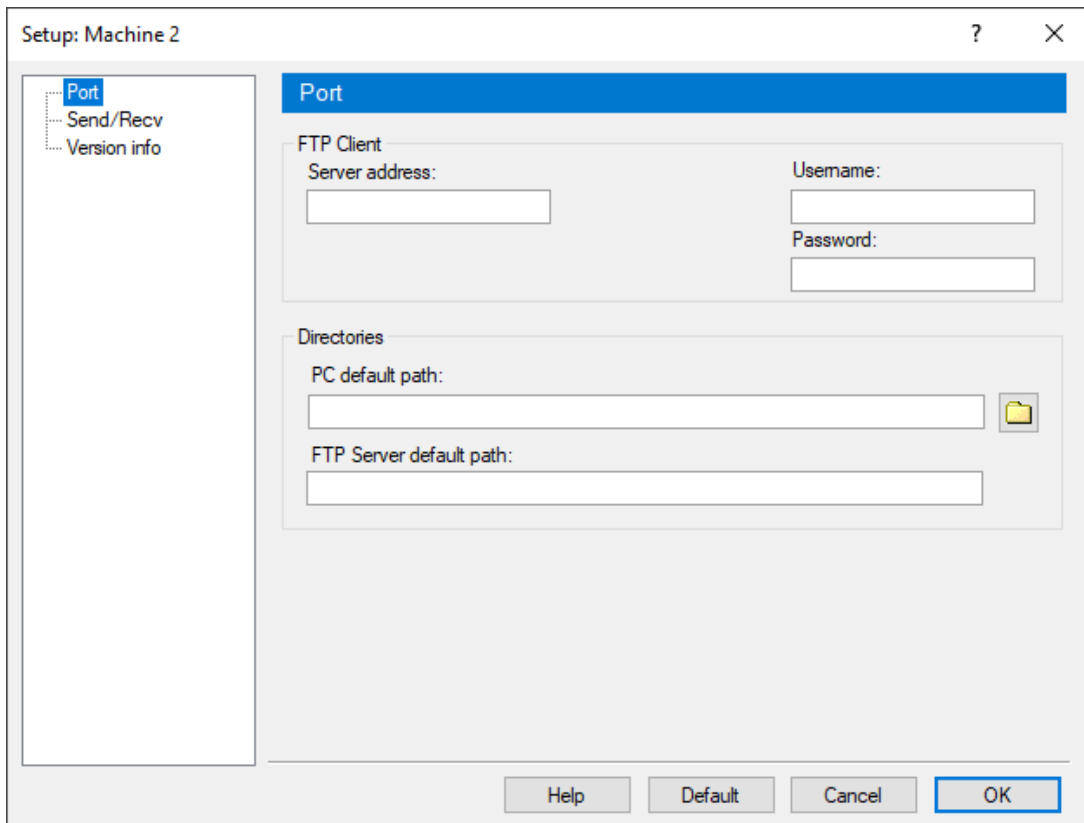 Setup: Machine 2
?
Port
Send/Recv
Version info
Port
FTP Client
Server address:
Username:
Password:
Directories
PC default path:
FTP Server default path:
Help
Default
Cancel
OK